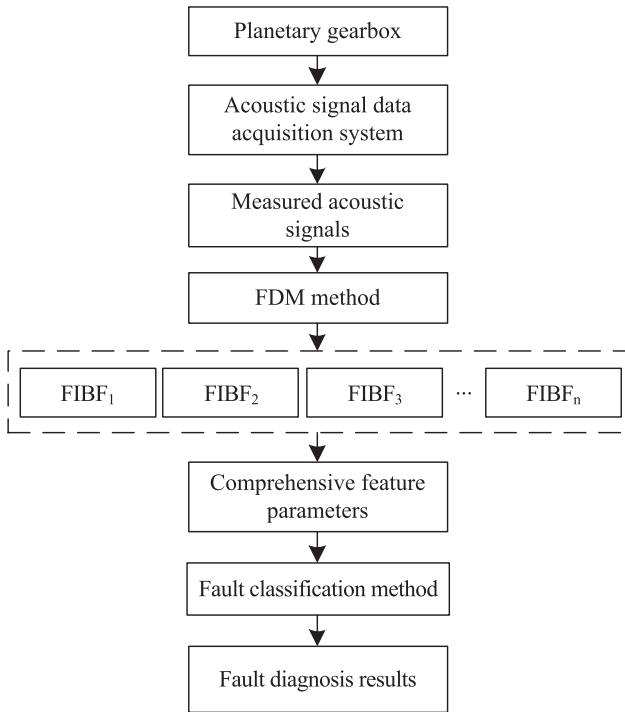 Planetary gearbox
Acoustic signal data
acquisition system
Measured acoustic
signals
FDM method
FIBF₁ FIBF₂ FIBF₃ ··· FIBFₙ
Comprehensive feature
parameters
Fault classification method
Fault diagnosis results